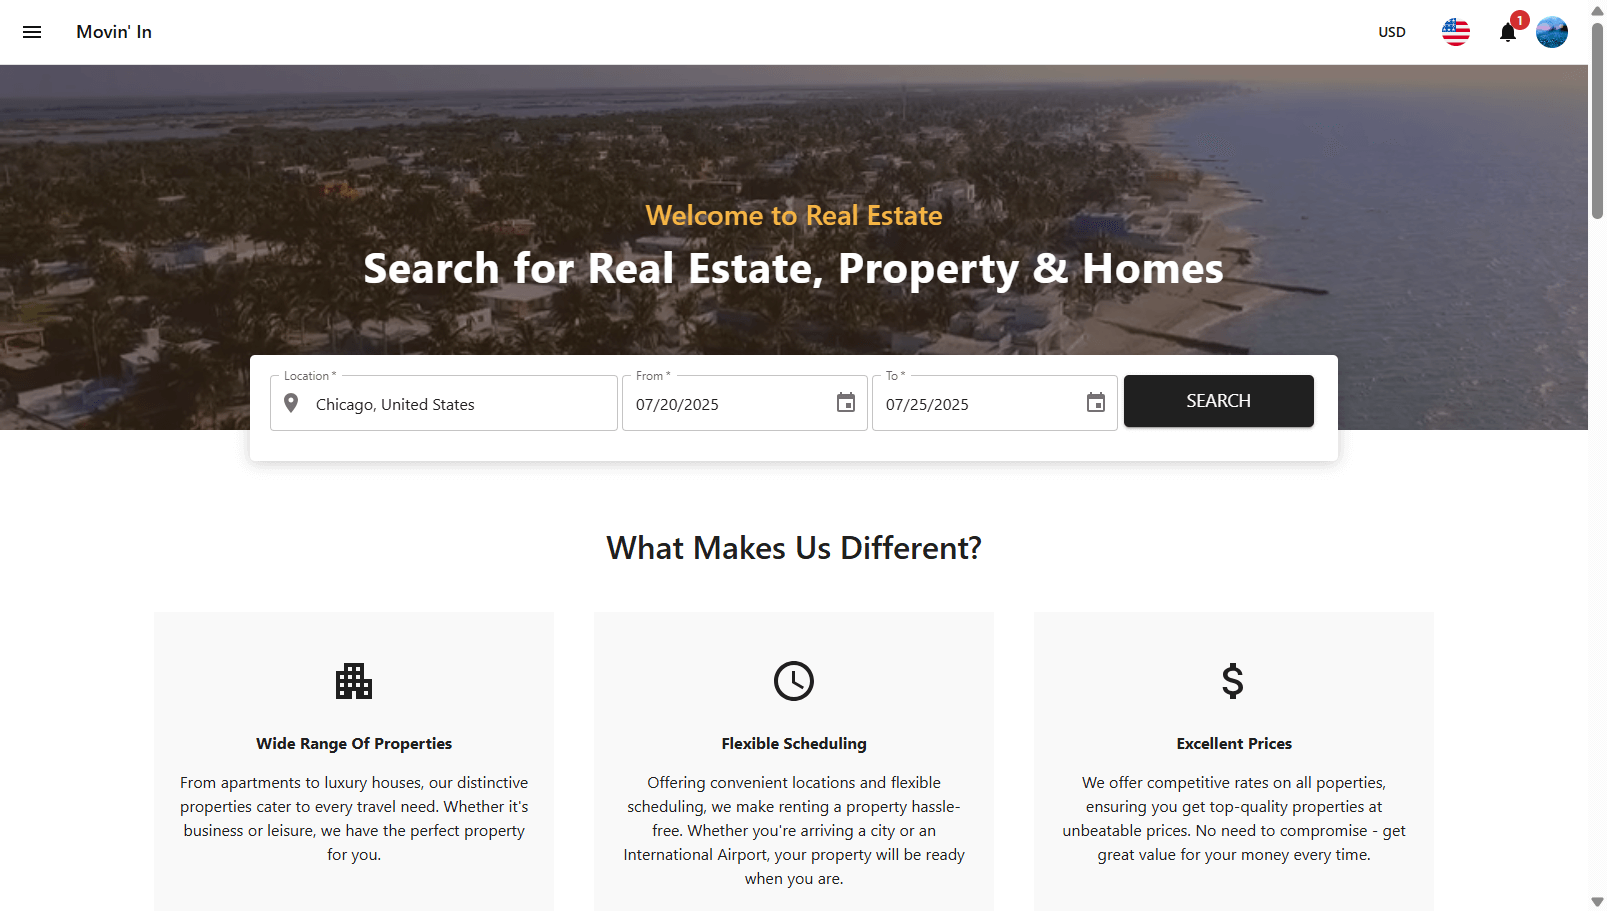 Movin' In
USD
1
Welcome to Real Estate
Search for Real Estate, Property & Homes
Location *
Chicago, United States
From *
07/20/2025
To *
07/25/2025
SEARCH
What Makes Us Different?
Wide Range Of Properties
From apartments to luxury houses, our distinctive
properties cater to every travel need. Whether it's
business or leisure, we have the perfect property
for you.
Flexible Scheduling
Offering convenient locations and flexible
scheduling, we make renting a property hassle-
free. Whether you're arriving a city or an
International Airport, your property will be ready
when you are.
Excellent Prices
We offer competitive rates on all poperties,
ensuring you get top-quality properties at
unbeatable prices. No need to compromise - get
great value for your money every time.